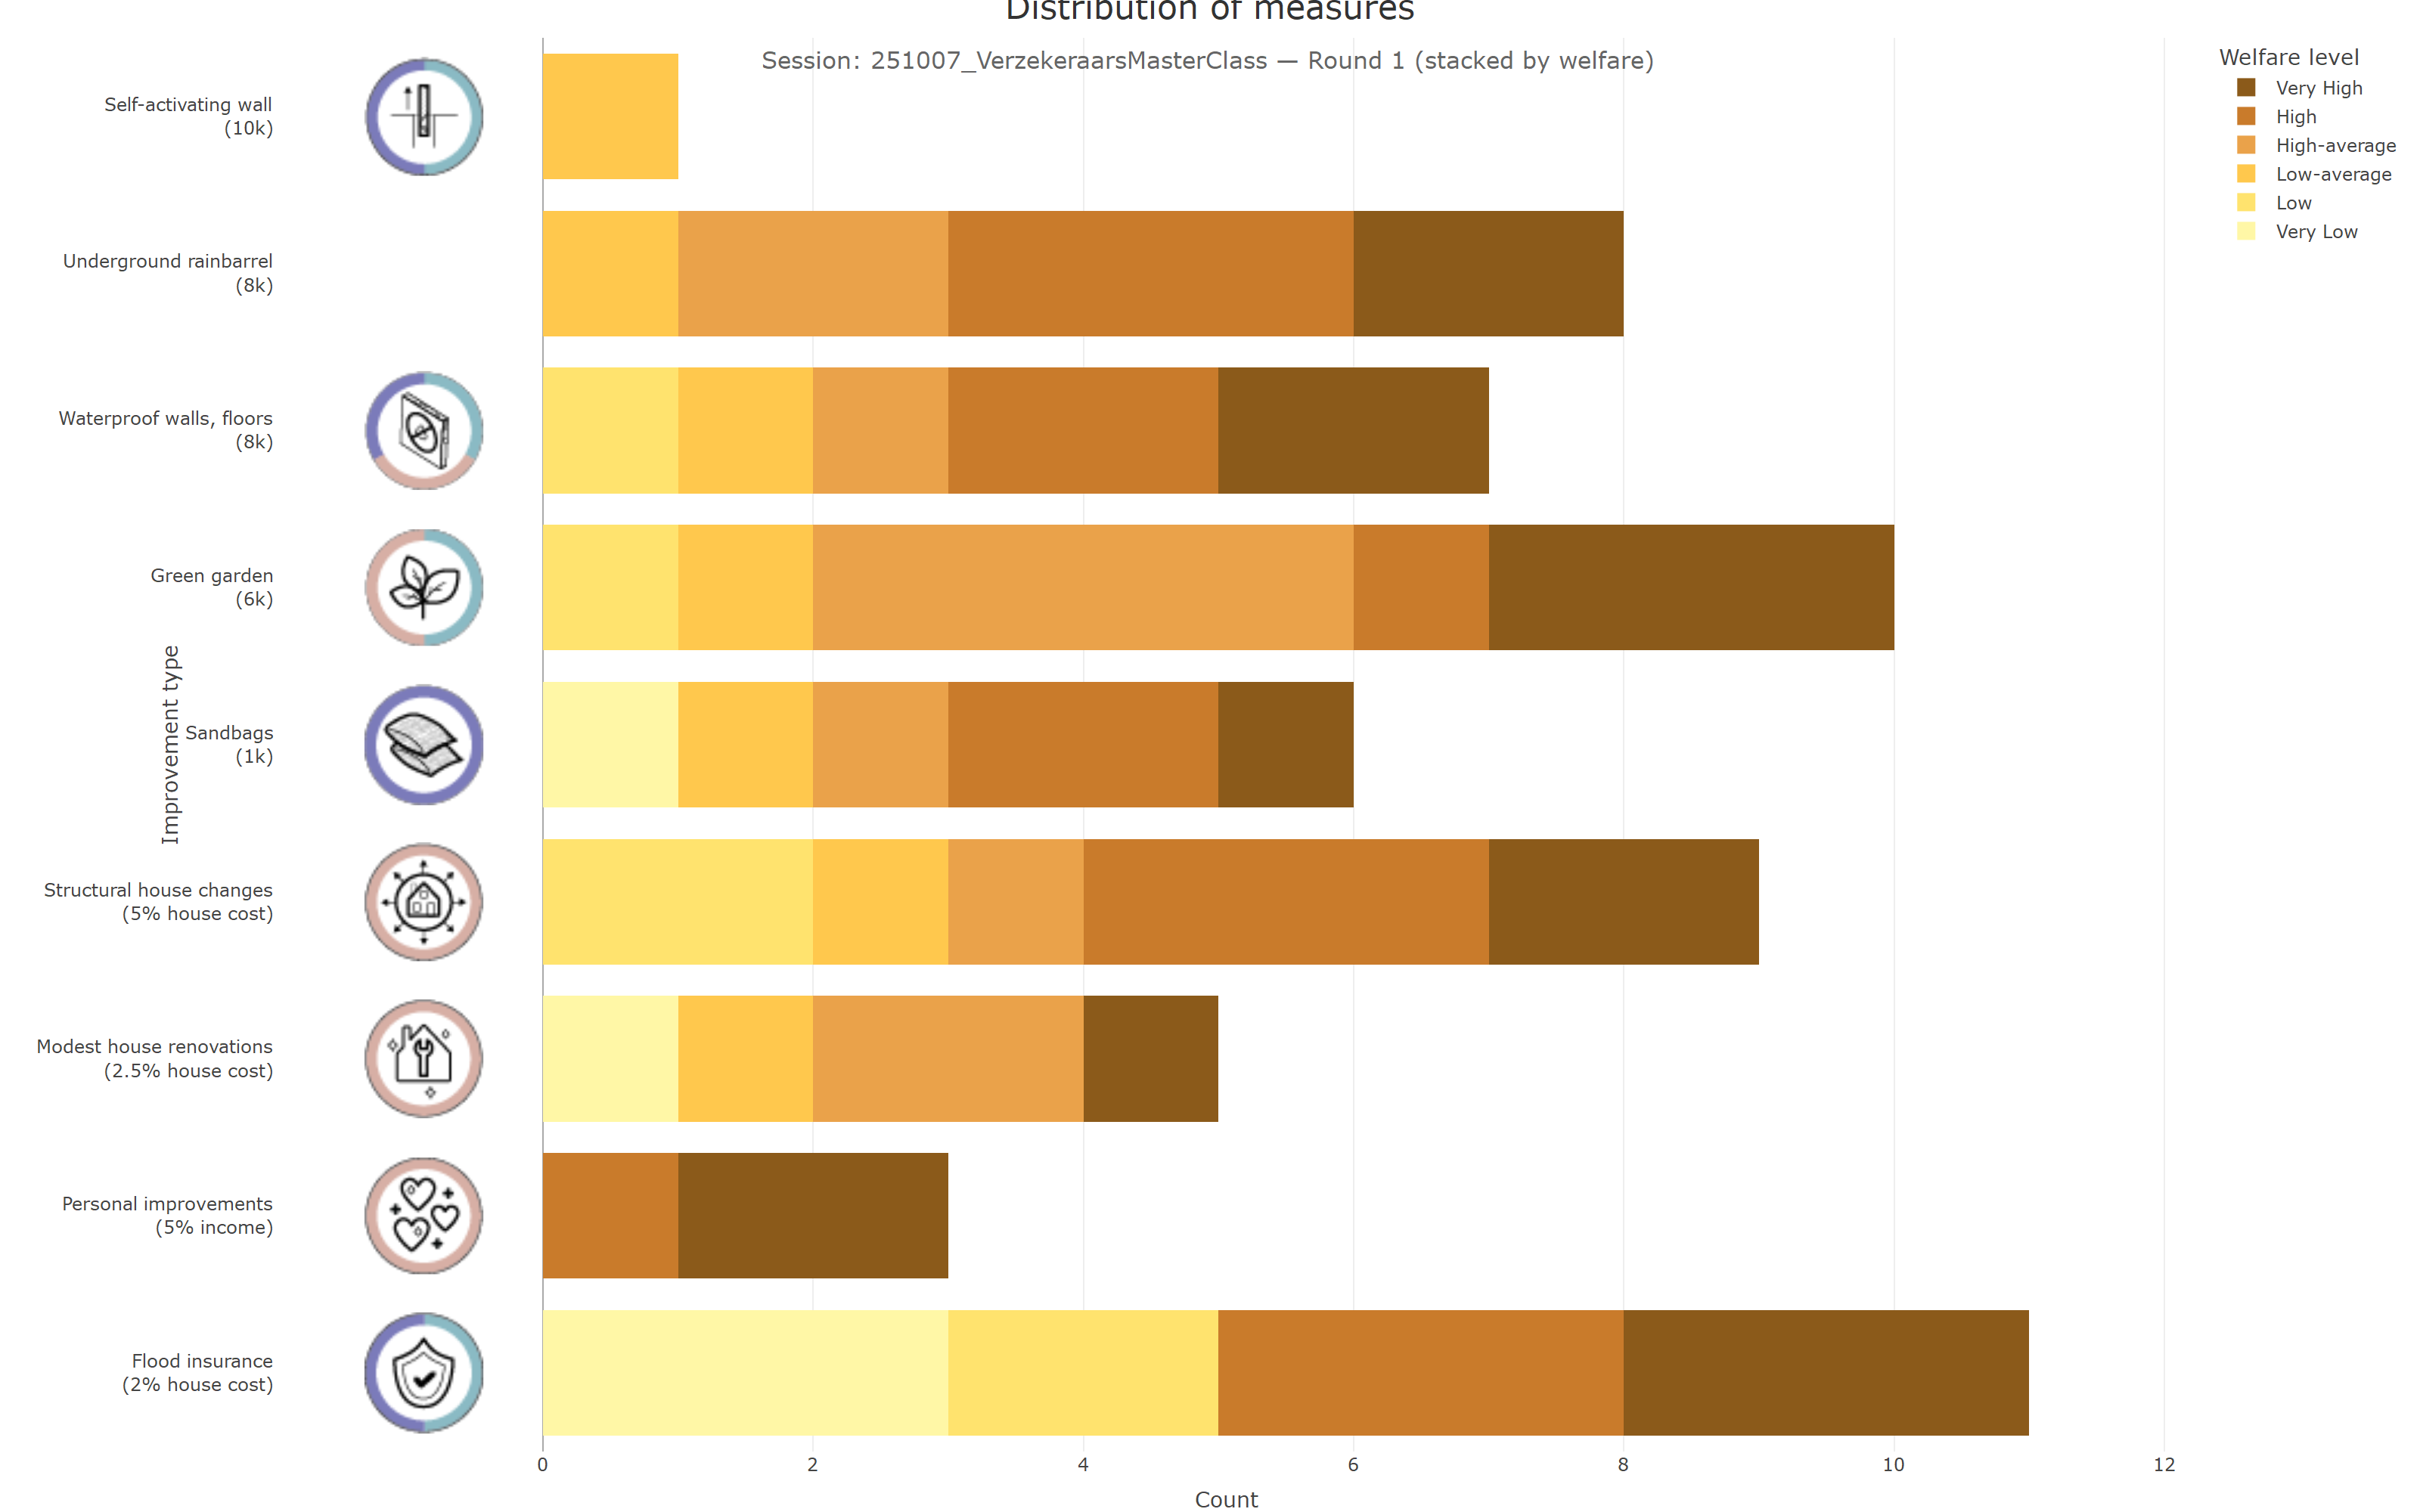 Distribution of measures
Session: 251007_VerzekeraarsMasterClass — Round 1 (stacked by welfare)
Welfare level
Very High
High
High-average
Low-average
Low
Very Low
Improvement type
Self-activating wall
(10k)
Underground rainbarrel
(8k)
Waterproof walls, floors
(8k)
Green garden
(6k)
Sandbags
(1k)
Structural house changes
(5% house cost)
Modest house renovations
(2.5% house cost)
Personal improvements
(5% income)
Flood insurance
(2% house cost)
0 2 4 6 8 10 12
Count